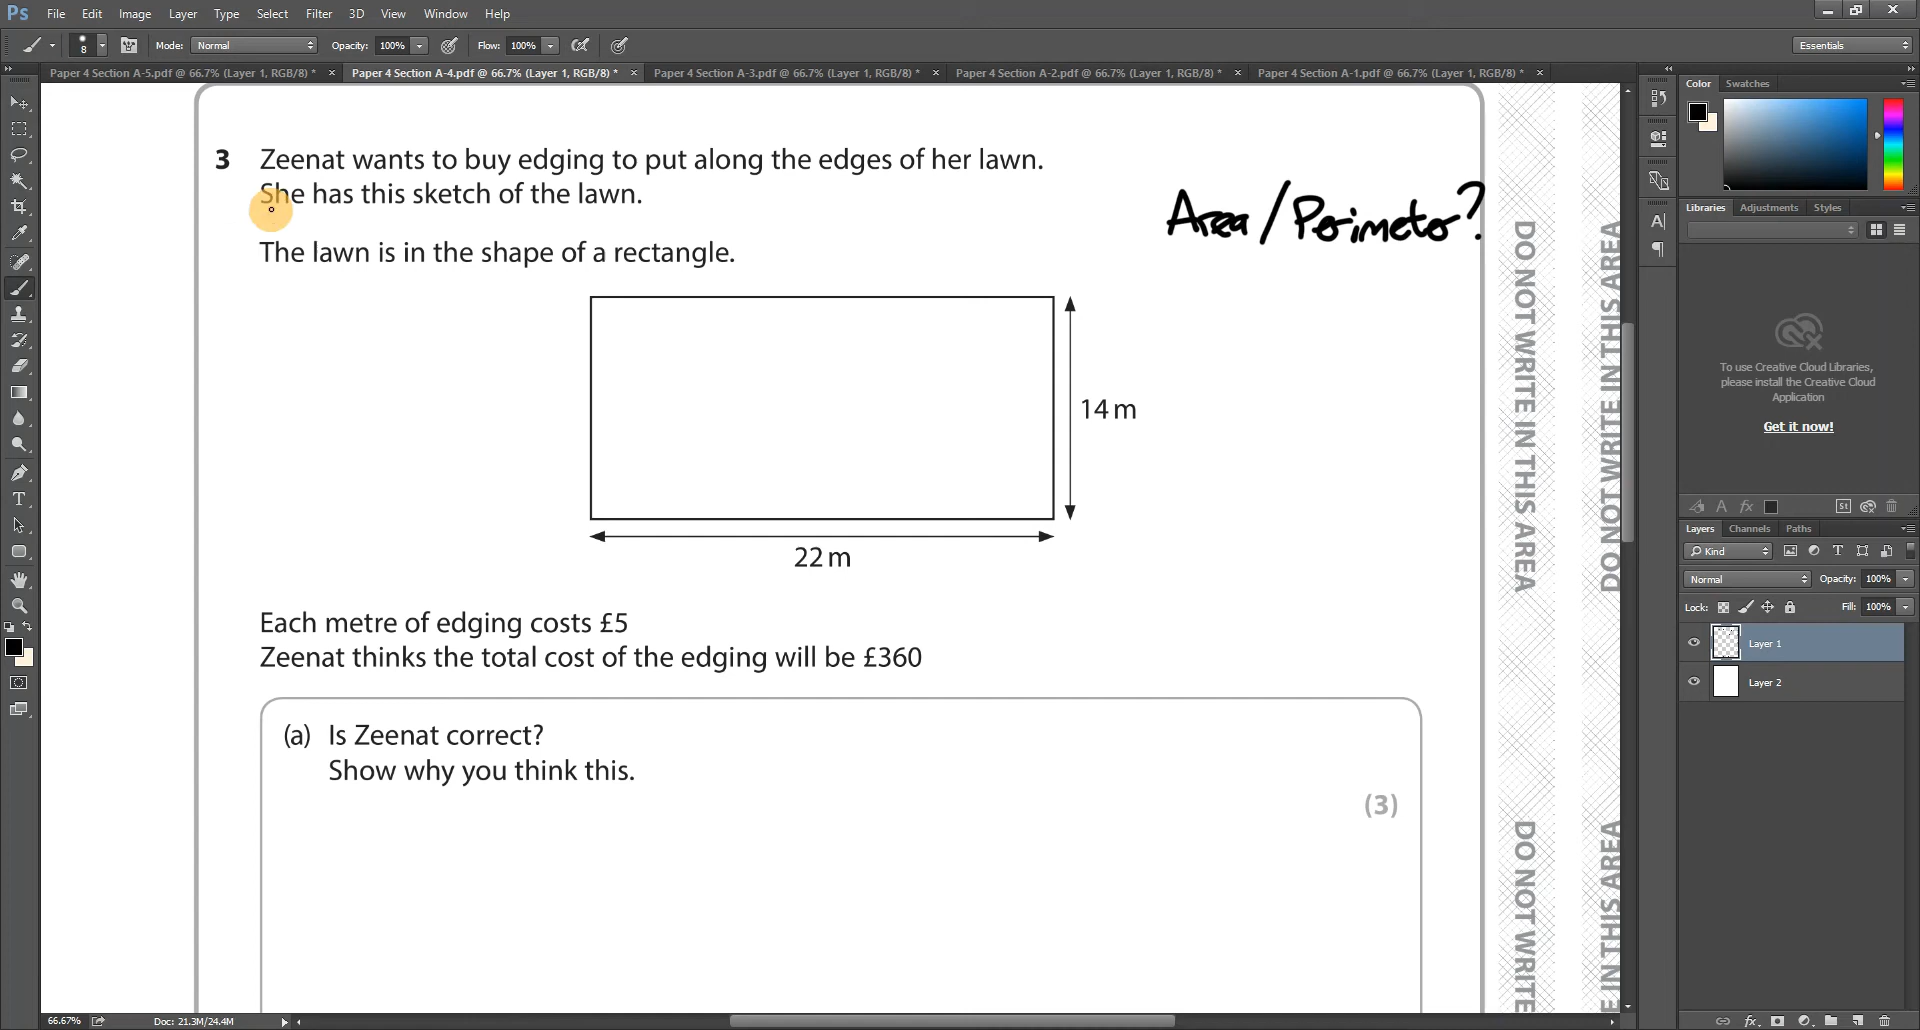 Ps File Edit Image Layer Type Select Filter 3D View Window Help
8 Mode: Normal Opacity: 100% Flow: 100% Essentials
Paper 4 Section A-5.pdf @ 66.7% (Layer 1, RGB/8) * × Paper 4 Section A-4.pdf @ 66.7% (Layer 1, RGB/8) * × Paper 4 Section A-3.pdf @ 66.7% (Layer 1, RGB/8) * × Paper 4 Section A-2.pdf @ 66.7% (Layer 1, RGB/8) * × Paper 4 Section A-1.pdf @ 66.7% (Layer 1, RGB/8) * ×
3 Zeenat wants to buy edging to put along the edges of her lawn.
She has this sketch of the lawn.
Area/Perimeter?
The lawn is in the shape of a rectangle.
14 m
22 m
Each metre of edging costs £5
Zeenat thinks the total cost of the edging will be £360
(a) Is Zeenat correct?
Show why you think this.
(3)
DO NOT WRITE IN THIS AREA
DO NOT WRITE IN THIS AREA
DO NOT WRITE
E IN THIS AREA
Color Swatches
Libraries Adjustments Styles
To use Creative Cloud Libraries,
please install the Creative Cloud
Application
Get it now!
St
Layers Channels Paths
Kind
Normal Opacity: 100%
Lock: Fill: 100%
Layer 1
Layer 2
66.67% Doc: 21.3M/24.4M